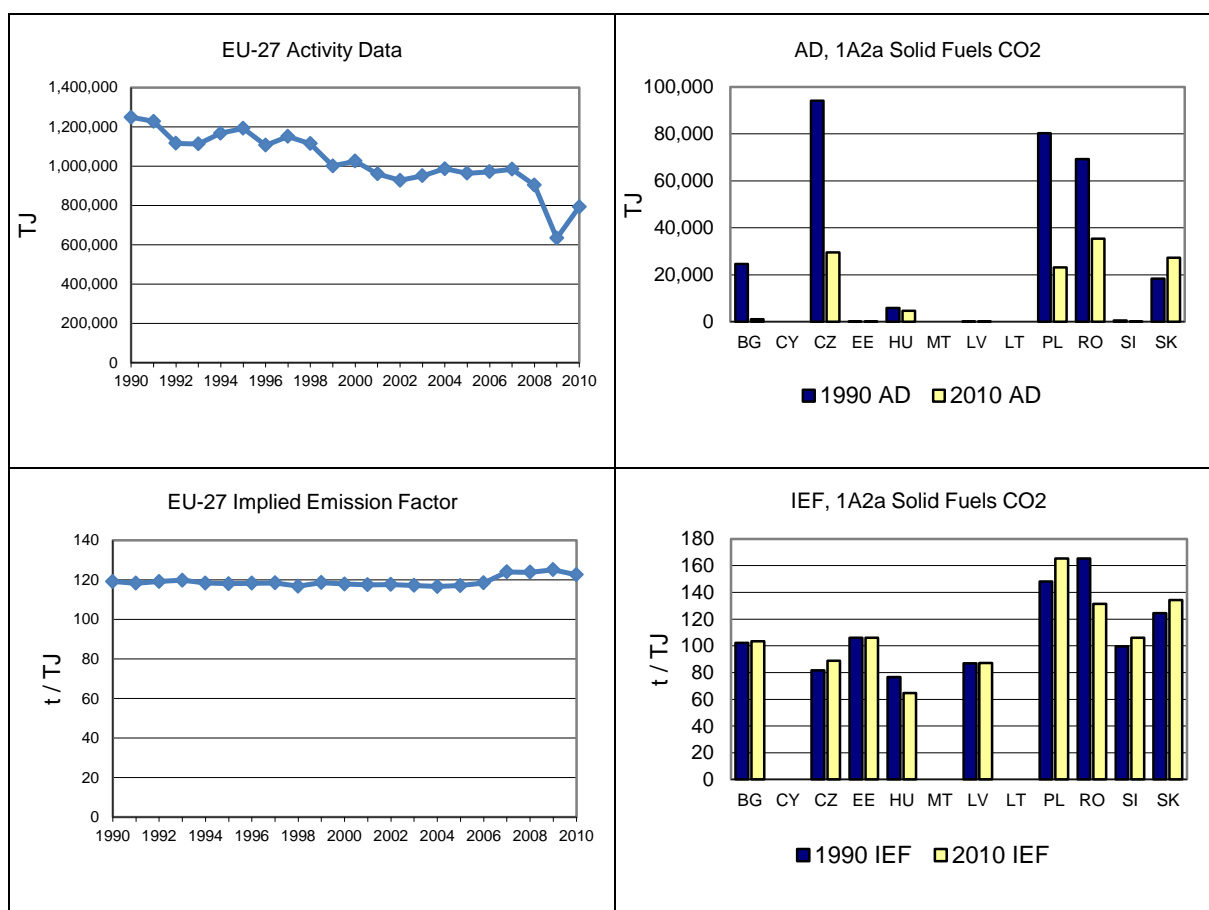 EU-27 Activity Data
1,400,000
1,200,000
1,000,000
800,000
600,000
400,000
200,000
0
TJ
1990 1992 1994 1996 1998 2000 2002 2004 2006 2008 2010
AD, 1A2a Solid Fuels CO2
100,000
80,000
60,000
40,000
20,000
0
TJ
BG CY CZ EE HU MT LV LT PL RO SI SK
1990 AD 2010 AD
EU-27 Implied Emission Factor
140
120
100
80
60
40
20
0
t / TJ
1990 1992 1994 1996 1998 2000 2002 2004 2006 2008 2010
IEF, 1A2a Solid Fuels CO2
180
160
140
120
100
80
60
40
20
0
t / TJ
BG CY CZ EE HU MT LV LT PL RO SI SK
1990 IEF 2010 IEF